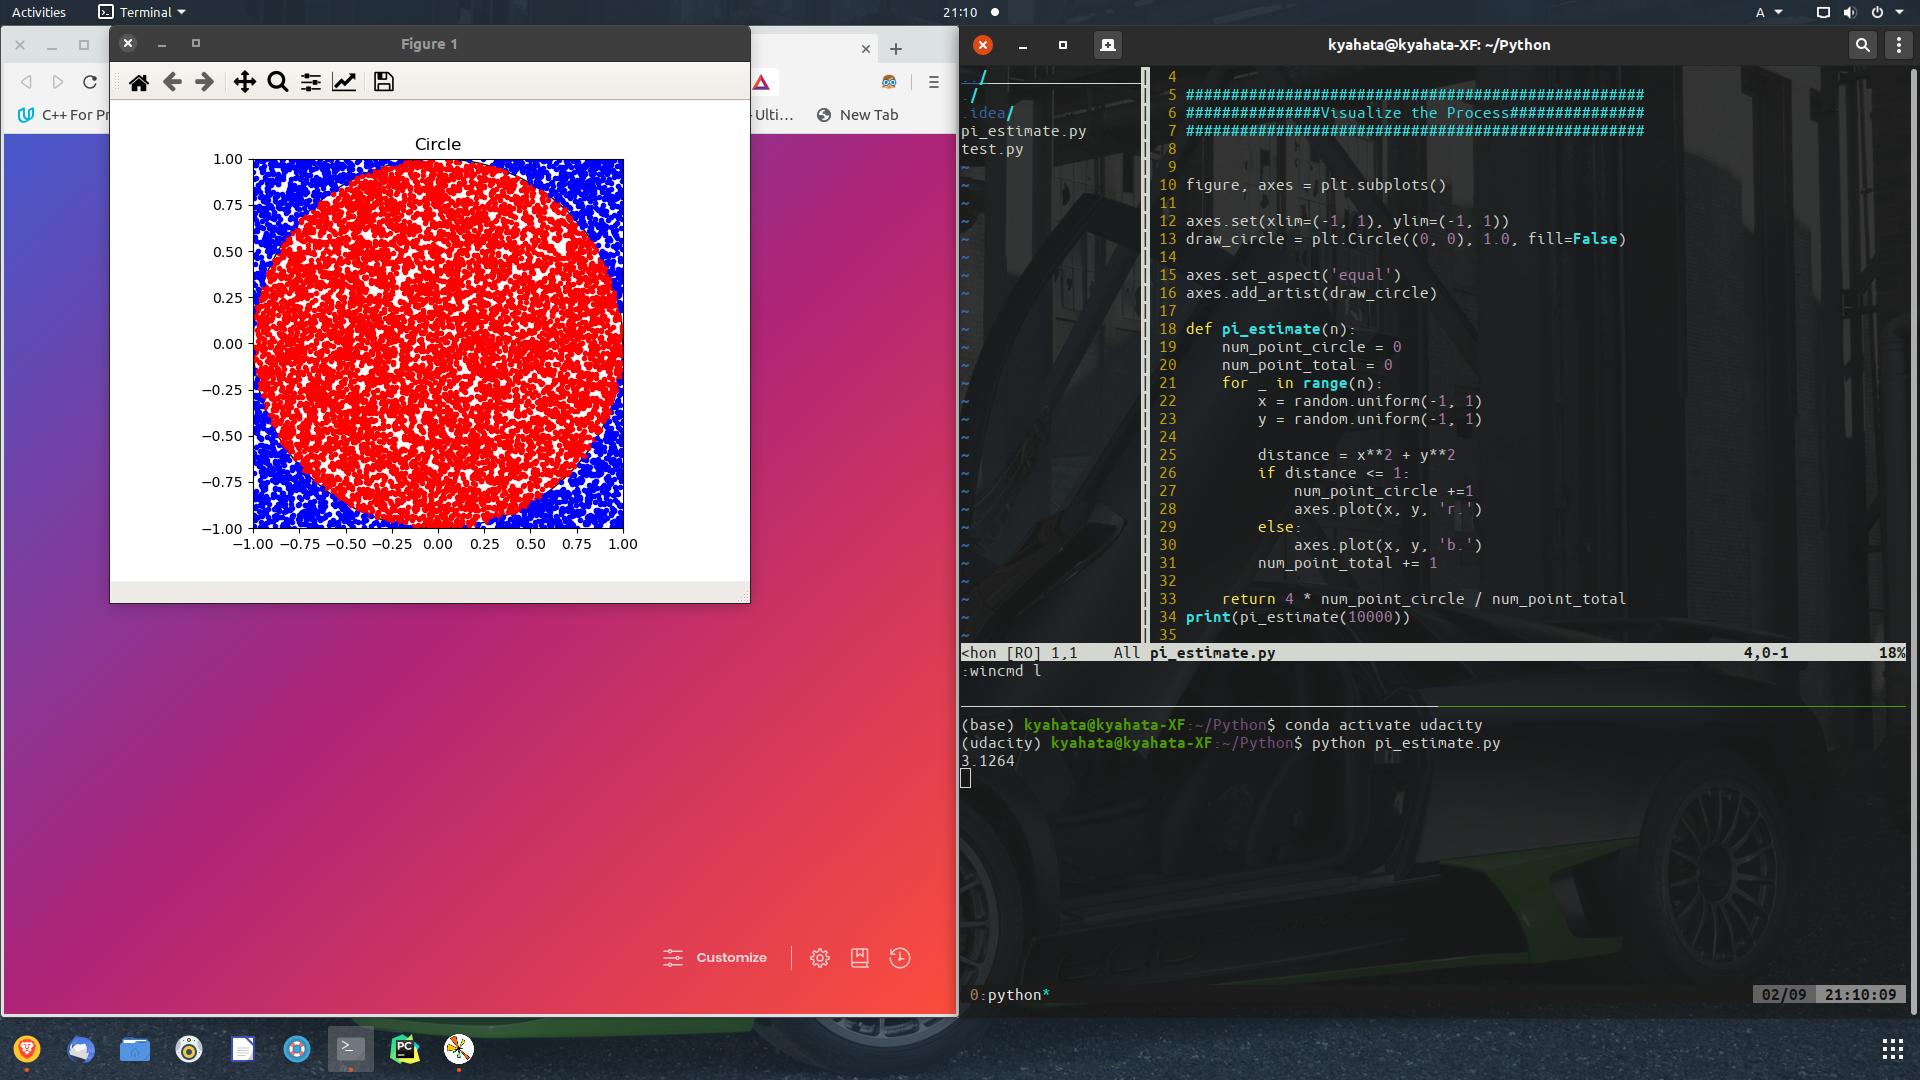 Activities
Terminal
21:10
A
Figure 1
C++ For Pr
- Ulti…
New Tab
Circle
1.00
0.75
0.50
0.25
0.00
−0.25
−0.50
−0.75
−1.00
−1.00 −0.75 −0.50 −0.25 0.00 0.25 0.50 0.75 1.00
Customize
kyahata@kyahata-XF: ~/Python
../
./
.idea/
pi_estimate.py
test.py
4
5 ###################################################
6 ###############Visualize the Process###############
7 ###################################################
8
9
10 figure, axes = plt.subplots()
11
12 axes.set(xlim=(-1, 1), ylim=(-1, 1))
13 draw_circle = plt.Circle((0, 0), 1.0, fill=False)
14
15 axes.set_aspect('equal')
16 axes.add_artist(draw_circle)
17
18 def pi_estimate(n):
19     num_point_circle = 0
20     num_point_total = 0
21     for _ in range(n):
22         x = random.uniform(-1, 1)
23         y = random.uniform(-1, 1)
24
25         distance = x**2 + y**2
26         if distance <= 1:
27             num_point_circle +=1
28             axes.plot(x, y, 'r.')
29         else:
30             axes.plot(x, y, 'b.')
31         num_point_total += 1
32
33     return 4 * num_point_circle / num_point_total
34 print(pi_estimate(10000))
35
<hon [RO] 1,1    All pi_estimate.py 4,0-1 18%
:wincmd l
(base) kyahata@kyahata-XF:~/Python$ conda activate udacity
(udacity) kyahata@kyahata-XF:~/Python$ python pi_estimate.py
3.1264
0:python* 02/09 21:10:09
PC